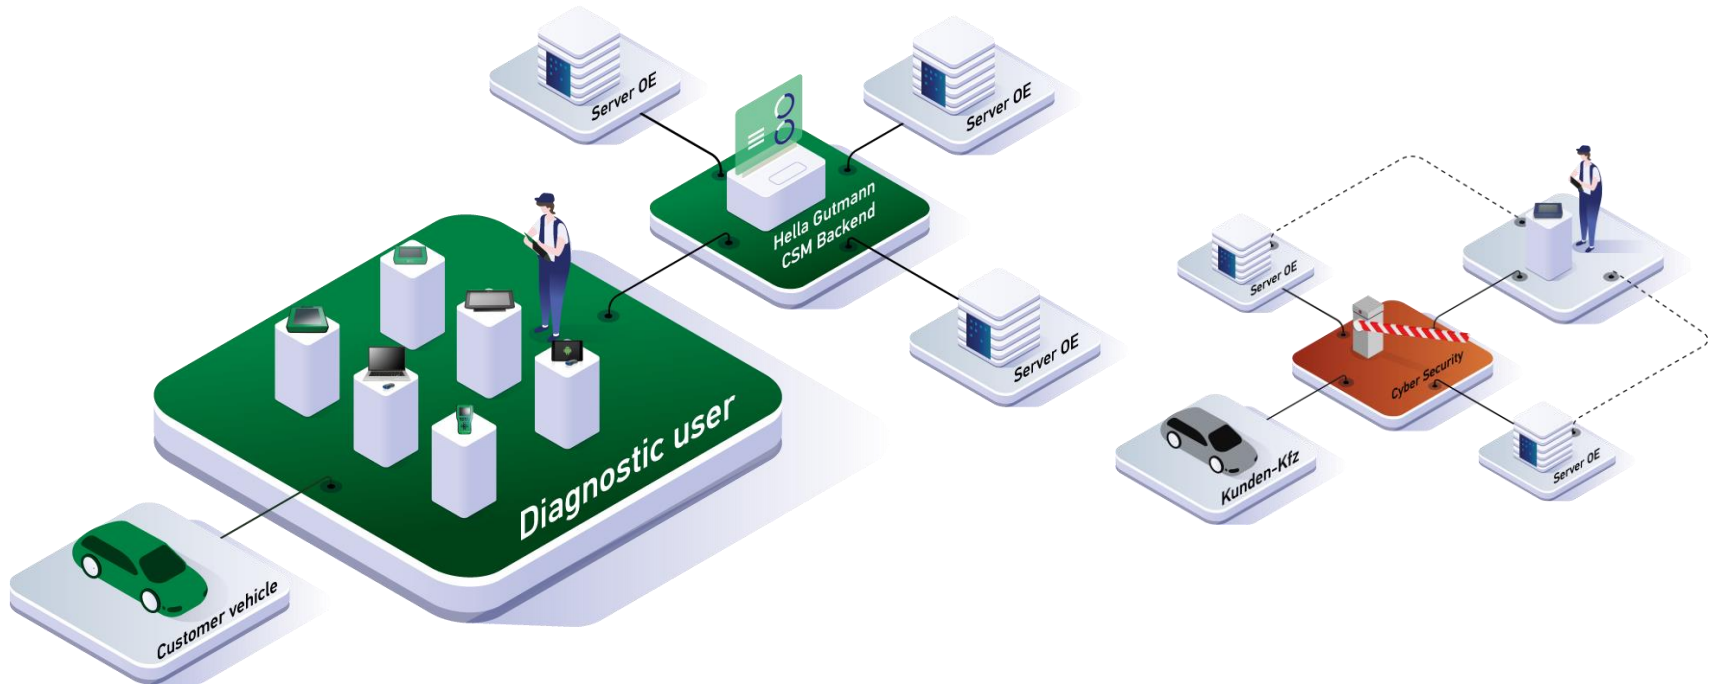 Server OE
Server OE
Hella Gutmann
CSM Backend
Server OE
Diagnostic user
Customer vehicle
Server OE
Cyber Security
Kunden-Kfz
Server OE